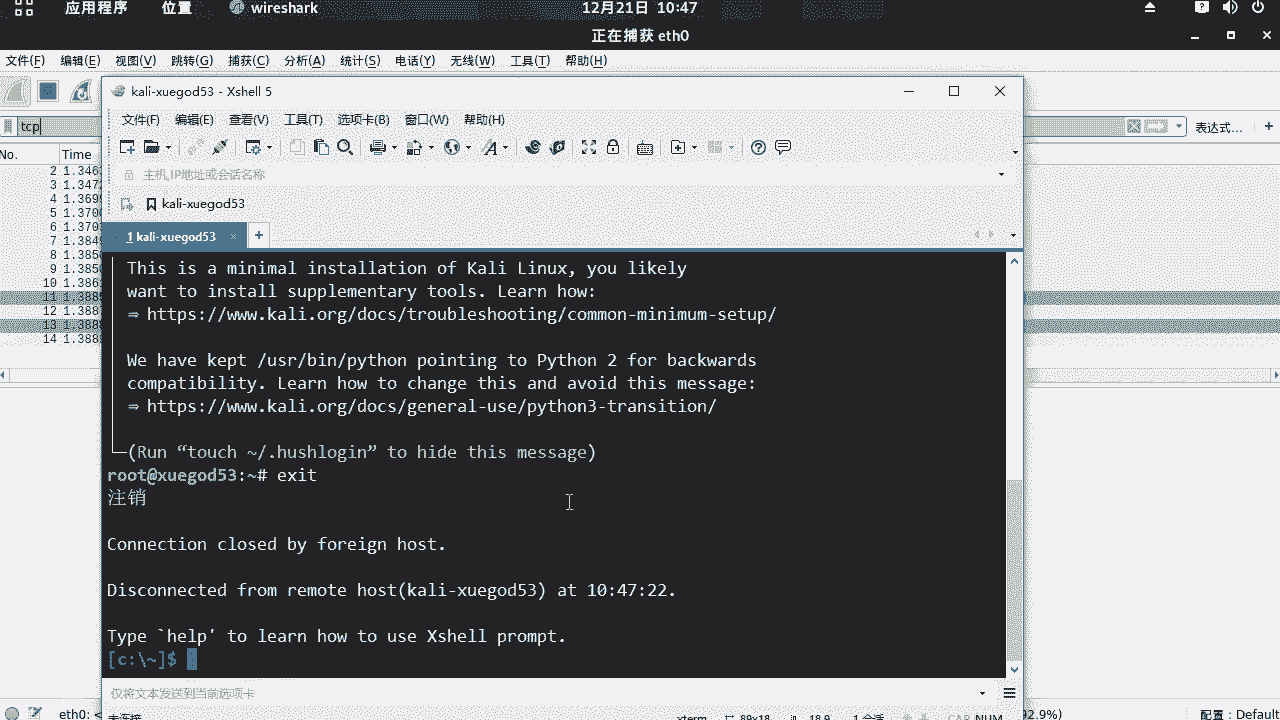 应用程序 位置 wireshark 12月21日 10:47
正在捕获 eth0
文件(F) 编辑(E) 视图(V) 跳转(G) 捕获(C) 分析(A) 统计(S) 电话(Y) 无线(W) 工具(T) 帮助(H)
kali-xuegod53 - Xshell 5
文件(F) 编辑(E) 查看(V) 工具(T) 选项卡(B) 窗口(W) 帮助(H)
tcp
表达式…
主机,IP地址或会话名称
kali-xuegod53
1 kali-xuegod53
No. Time
2 1.346
3 1.347
4 1.369
5 1.370
6 1.370
7 1.384
8 1.385
9 1.385
10 1.386
11 1.388
12 1.388
13 1.388
14 1.388
This is a minimal installation of Kali Linux, you likely
want to install supplementary tools. Learn how:
⇒ https://www.kali.org/docs/troubleshooting/common-minimum-setup/
We have kept /usr/bin/python pointing to Python 2 for backwards
compatibility. Learn how to change this and avoid this message:
⇒ https://www.kali.org/docs/general-use/python3-transition/
(Run “touch ~/.hushlogin” to hide this message)
root@xuegod53:~# exit
注销
Connection closed by foreign host.
Disconnected from remote host(kali-xuegod53) at 10:47:22.
Type `help' to learn how to use Xshell prompt.
[c:\~]$
仅将文本发送到当前选项卡
eth0: <
未连接 xterm 89x18 18,9 1 会话 CAP NUM
92.9%) 配置: Default